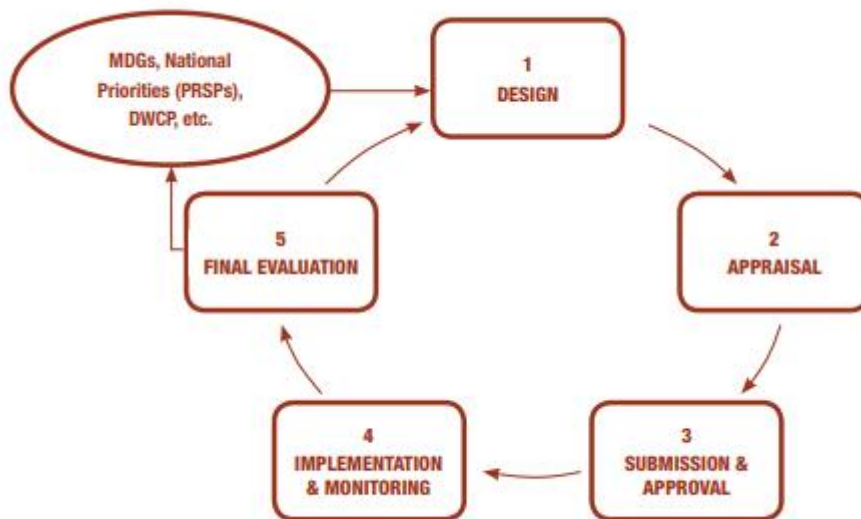 MDGs, National
Priorities (PRSPs),
DWCP, etc.
1
DESIGN
2
APPRAISAL
3
SUBMISSION &
APPROVAL
4
IMPLEMENTATION
& MONITORING
5
FINAL EVALUATION